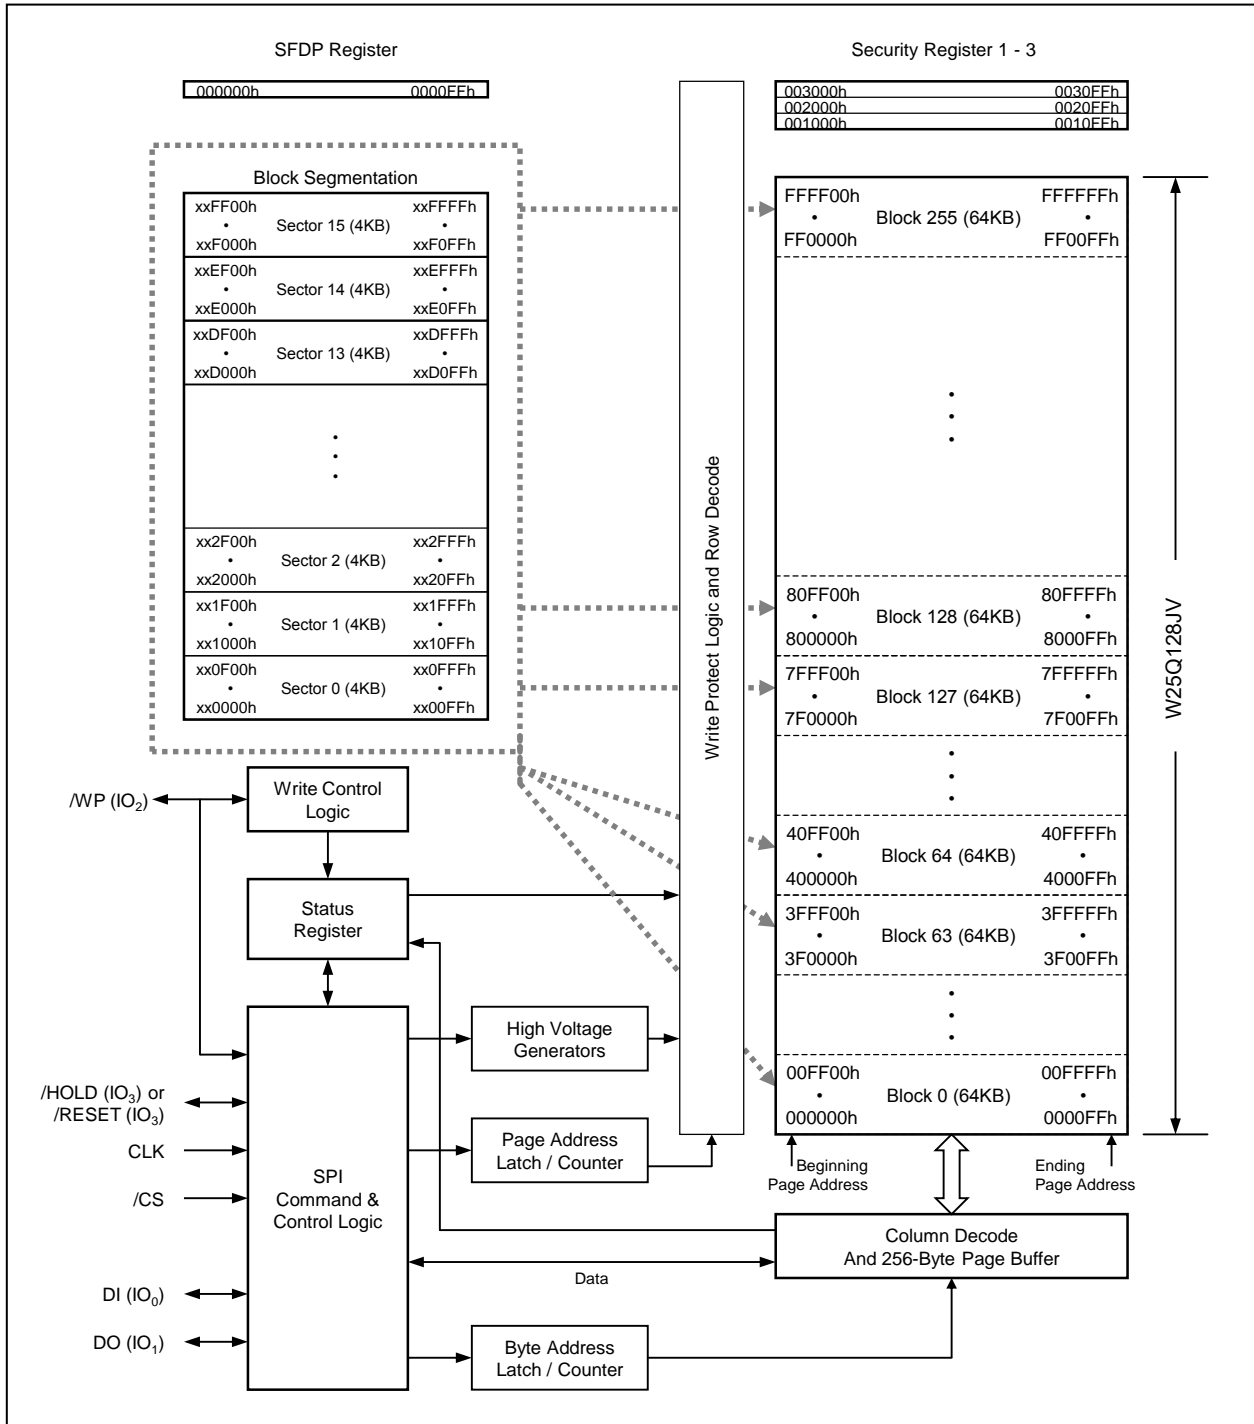 SFDP Register
000000h 0000FFh
Security Register 1 - 3
003000h 0030FFh
002000h 0020FFh
001000h 0010FFh
Block Segmentation
xxFF00h xxFFFFh
• Sector 15 (4KB) •
xxF000h xxF0FFh
xxEF00h xxEFFFh
• Sector 14 (4KB) •
xxE000h xxE0FFh
xxDF00h xxDFFFh
• Sector 13 (4KB) •
xxD000h xxD0FFh
xx2F00h xx2FFFh
• Sector 2 (4KB) •
xx2000h xx20FFh
xx1F00h xx1FFFh
• Sector 1 (4KB) •
xx1000h xx10FFh
xx0F00h xx0FFFh
• Sector 0 (4KB) •
xx0000h xx00FFh
Write Protect Logic and Row Decode
FFFF00h FFFFFFh
• Block 255 (64KB) •
FF0000h FF00FFh
80FF00h 80FFFFh
• Block 128 (64KB) •
800000h 8000FFh
7FFF00h 7FFFFFh
• Block 127 (64KB) •
7F0000h 7F00FFh
40FF00h 40FFFFh
• Block 64 (64KB) •
400000h 4000FFh
3FFF00h 3FFFFFh
• Block 63 (64KB) •
3F0000h 3F00FFh
00FF00h 00FFFFh
• Block 0 (64KB) •
000000h 0000FFh
W25Q128JV
Beginning
Page Address
Ending
Page Address
/WP (IO2)
Write Control
Logic
Status
Register
High Voltage
Generators
/HOLD (IO3) or
/RESET (IO3)
CLK
/CS
SPI
Command &
Control Logic
Page Address
Latch / Counter
Column Decode
And 256-Byte Page Buffer
Data
DI (IO0)
DO (IO1)
Byte Address
Latch / Counter